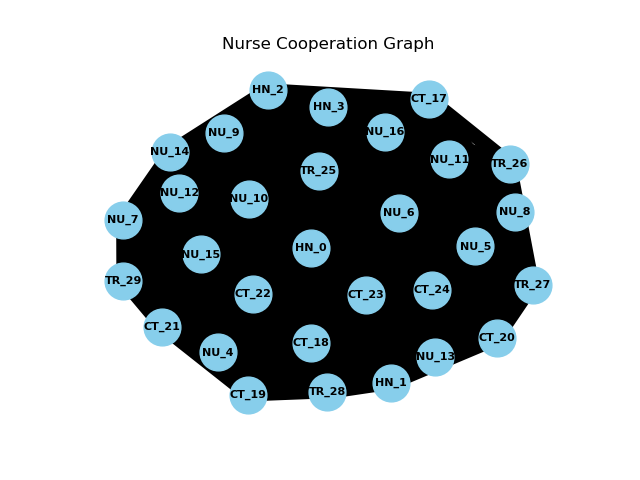 Nurse Cooperation Graph
HN_2
CT_17
HN_3
NU_9
NU_16
NU_14
NU_11
TR_26
TR_25
NU_12
NU_10
NU_8
NU_6
NU_7
NU_5
HN_0
NU_15
TR_29
TR_27
CT_24
CT_22
CT_23
CT_21
CT_20
CT_18
NU_4
NU_13
HN_1
TR_28
CT_19